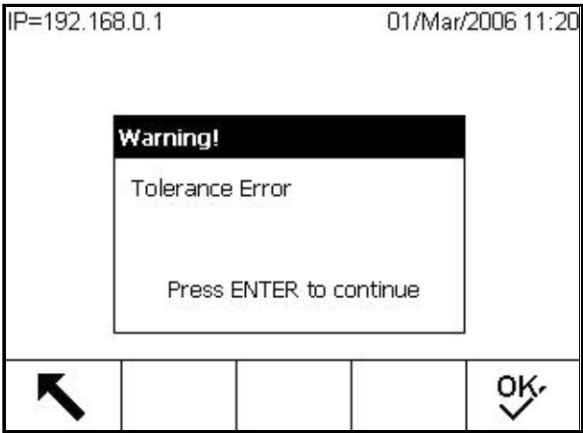 IP=192.168.0.1 01/Mar/2006 11:20
Warning!
Tolerance Error
Press ENTER to continue
OK